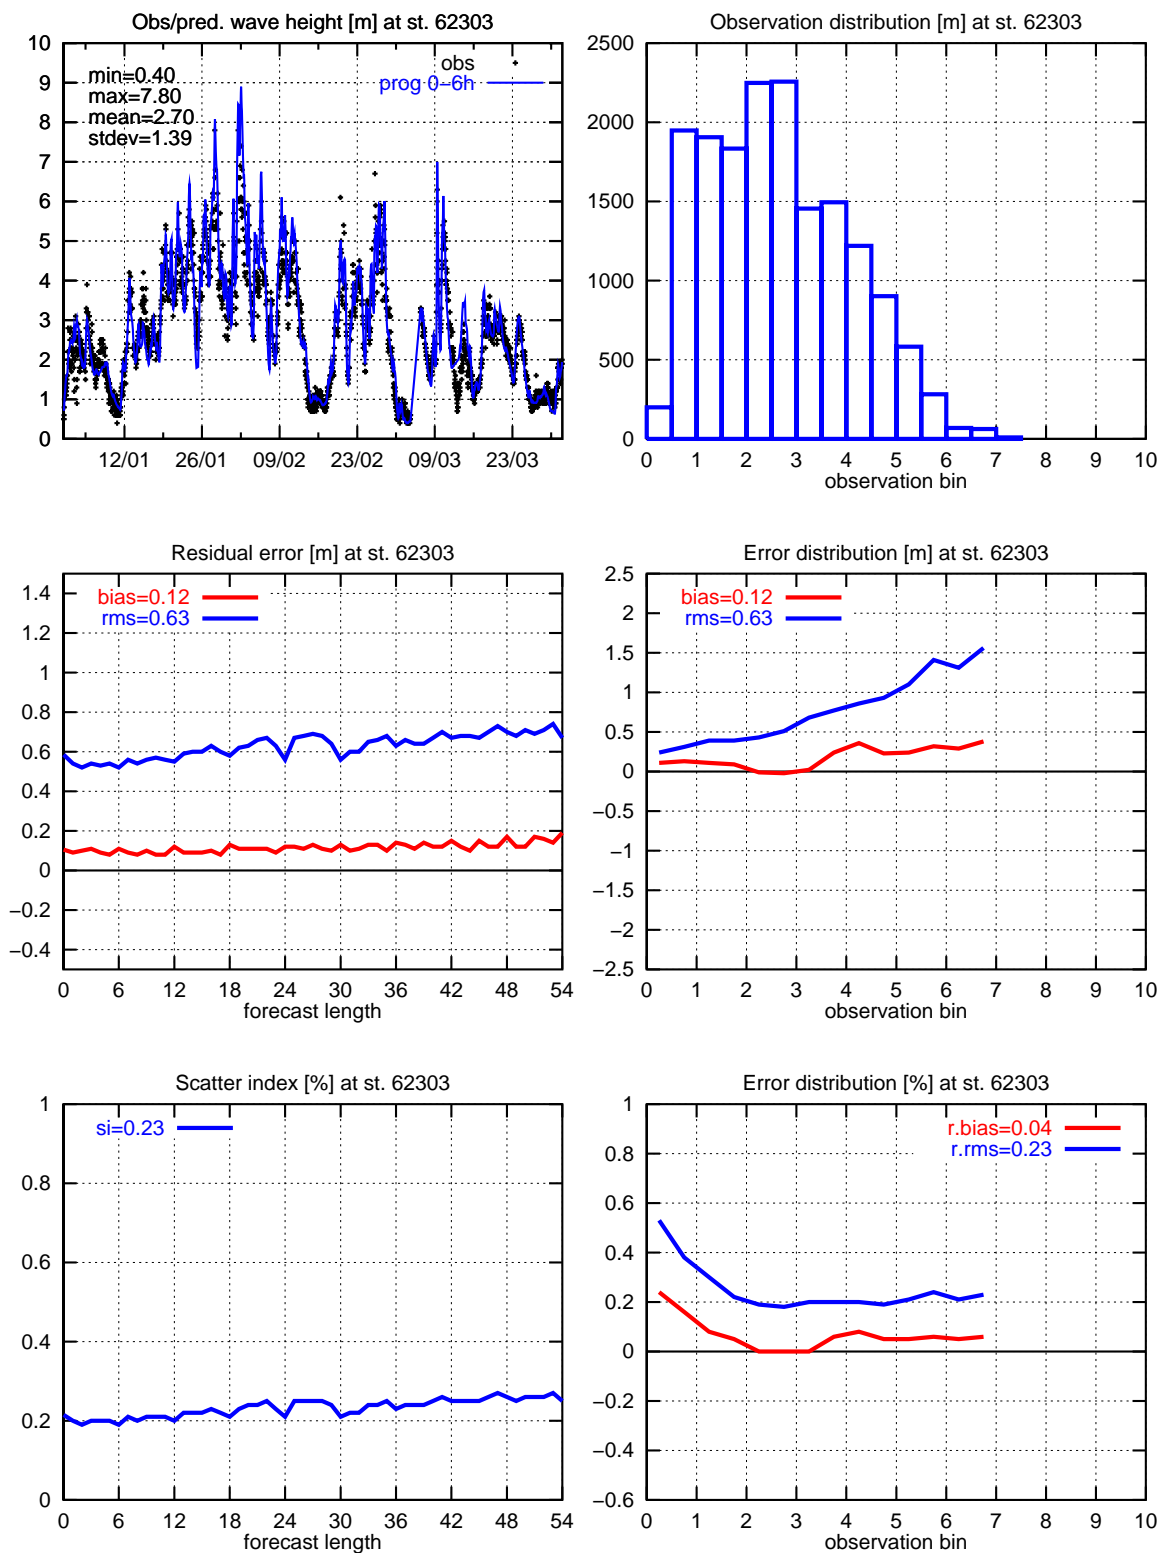 Obs/pred. wave height [m] at st. 62303
10
9
8
7
6
5
4
3
2
1
0
min=0.40
max=7.80
mean=2.70
stdev=1.39
obs
prog 0−6h
12/01 26/01 09/02 23/02 09/03 23/03
Observation distribution [m] at st. 62303
2500
2000
1500
1000
500
0
0 1 2 3 4 5 6 7 8 9 10
observation bin
Residual error [m] at st. 62303
1.4
1.2
1
0.8
0.6
0.4
0.2
0
−0.2
−0.4
bias=0.12
rms=0.63
0 6 12 18 24 30 36 42 48 54
forecast length
Error distribution [m] at st. 62303
2.5
2
1.5
1
0.5
0
−0.5
−1
−1.5
−2
−2.5
bias=0.12
rms=0.63
0 1 2 3 4 5 6 7 8 9 10
observation bin
Scatter index [%] at st. 62303
1
0.8
0.6
0.4
0.2
0
si=0.23
0 6 12 18 24 30 36 42 48 54
forecast length
Error distribution [%] at st. 62303
1
0.8
0.6
0.4
0.2
0
−0.2
−0.4
−0.6
r.bias=0.04
r.rms=0.23
0 1 2 3 4 5 6 7 8 9 10
observation bin